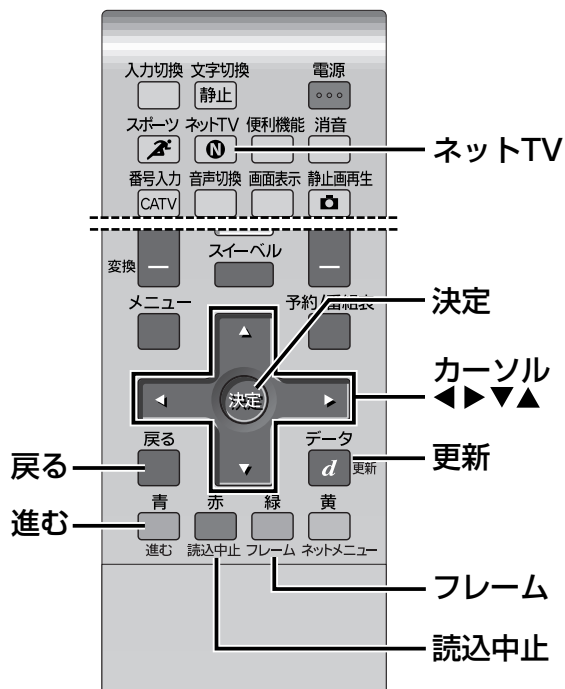 入力切換 文字切換 電源
静止
スポーツ ネットTV 便利機能 消音
N
ネットTV
番号入力 音声切換 画面表示 静止画再生
CATV
スイーベル
変換
メニュー 予約/番組表
決定
カーソル
◀▶▼▲
決定
戻る データ
d 更新
戻る
更新
青 赤 緑 黄
進む
進む 読込中止 フレーム ネットメニュー
フレーム
読込中止